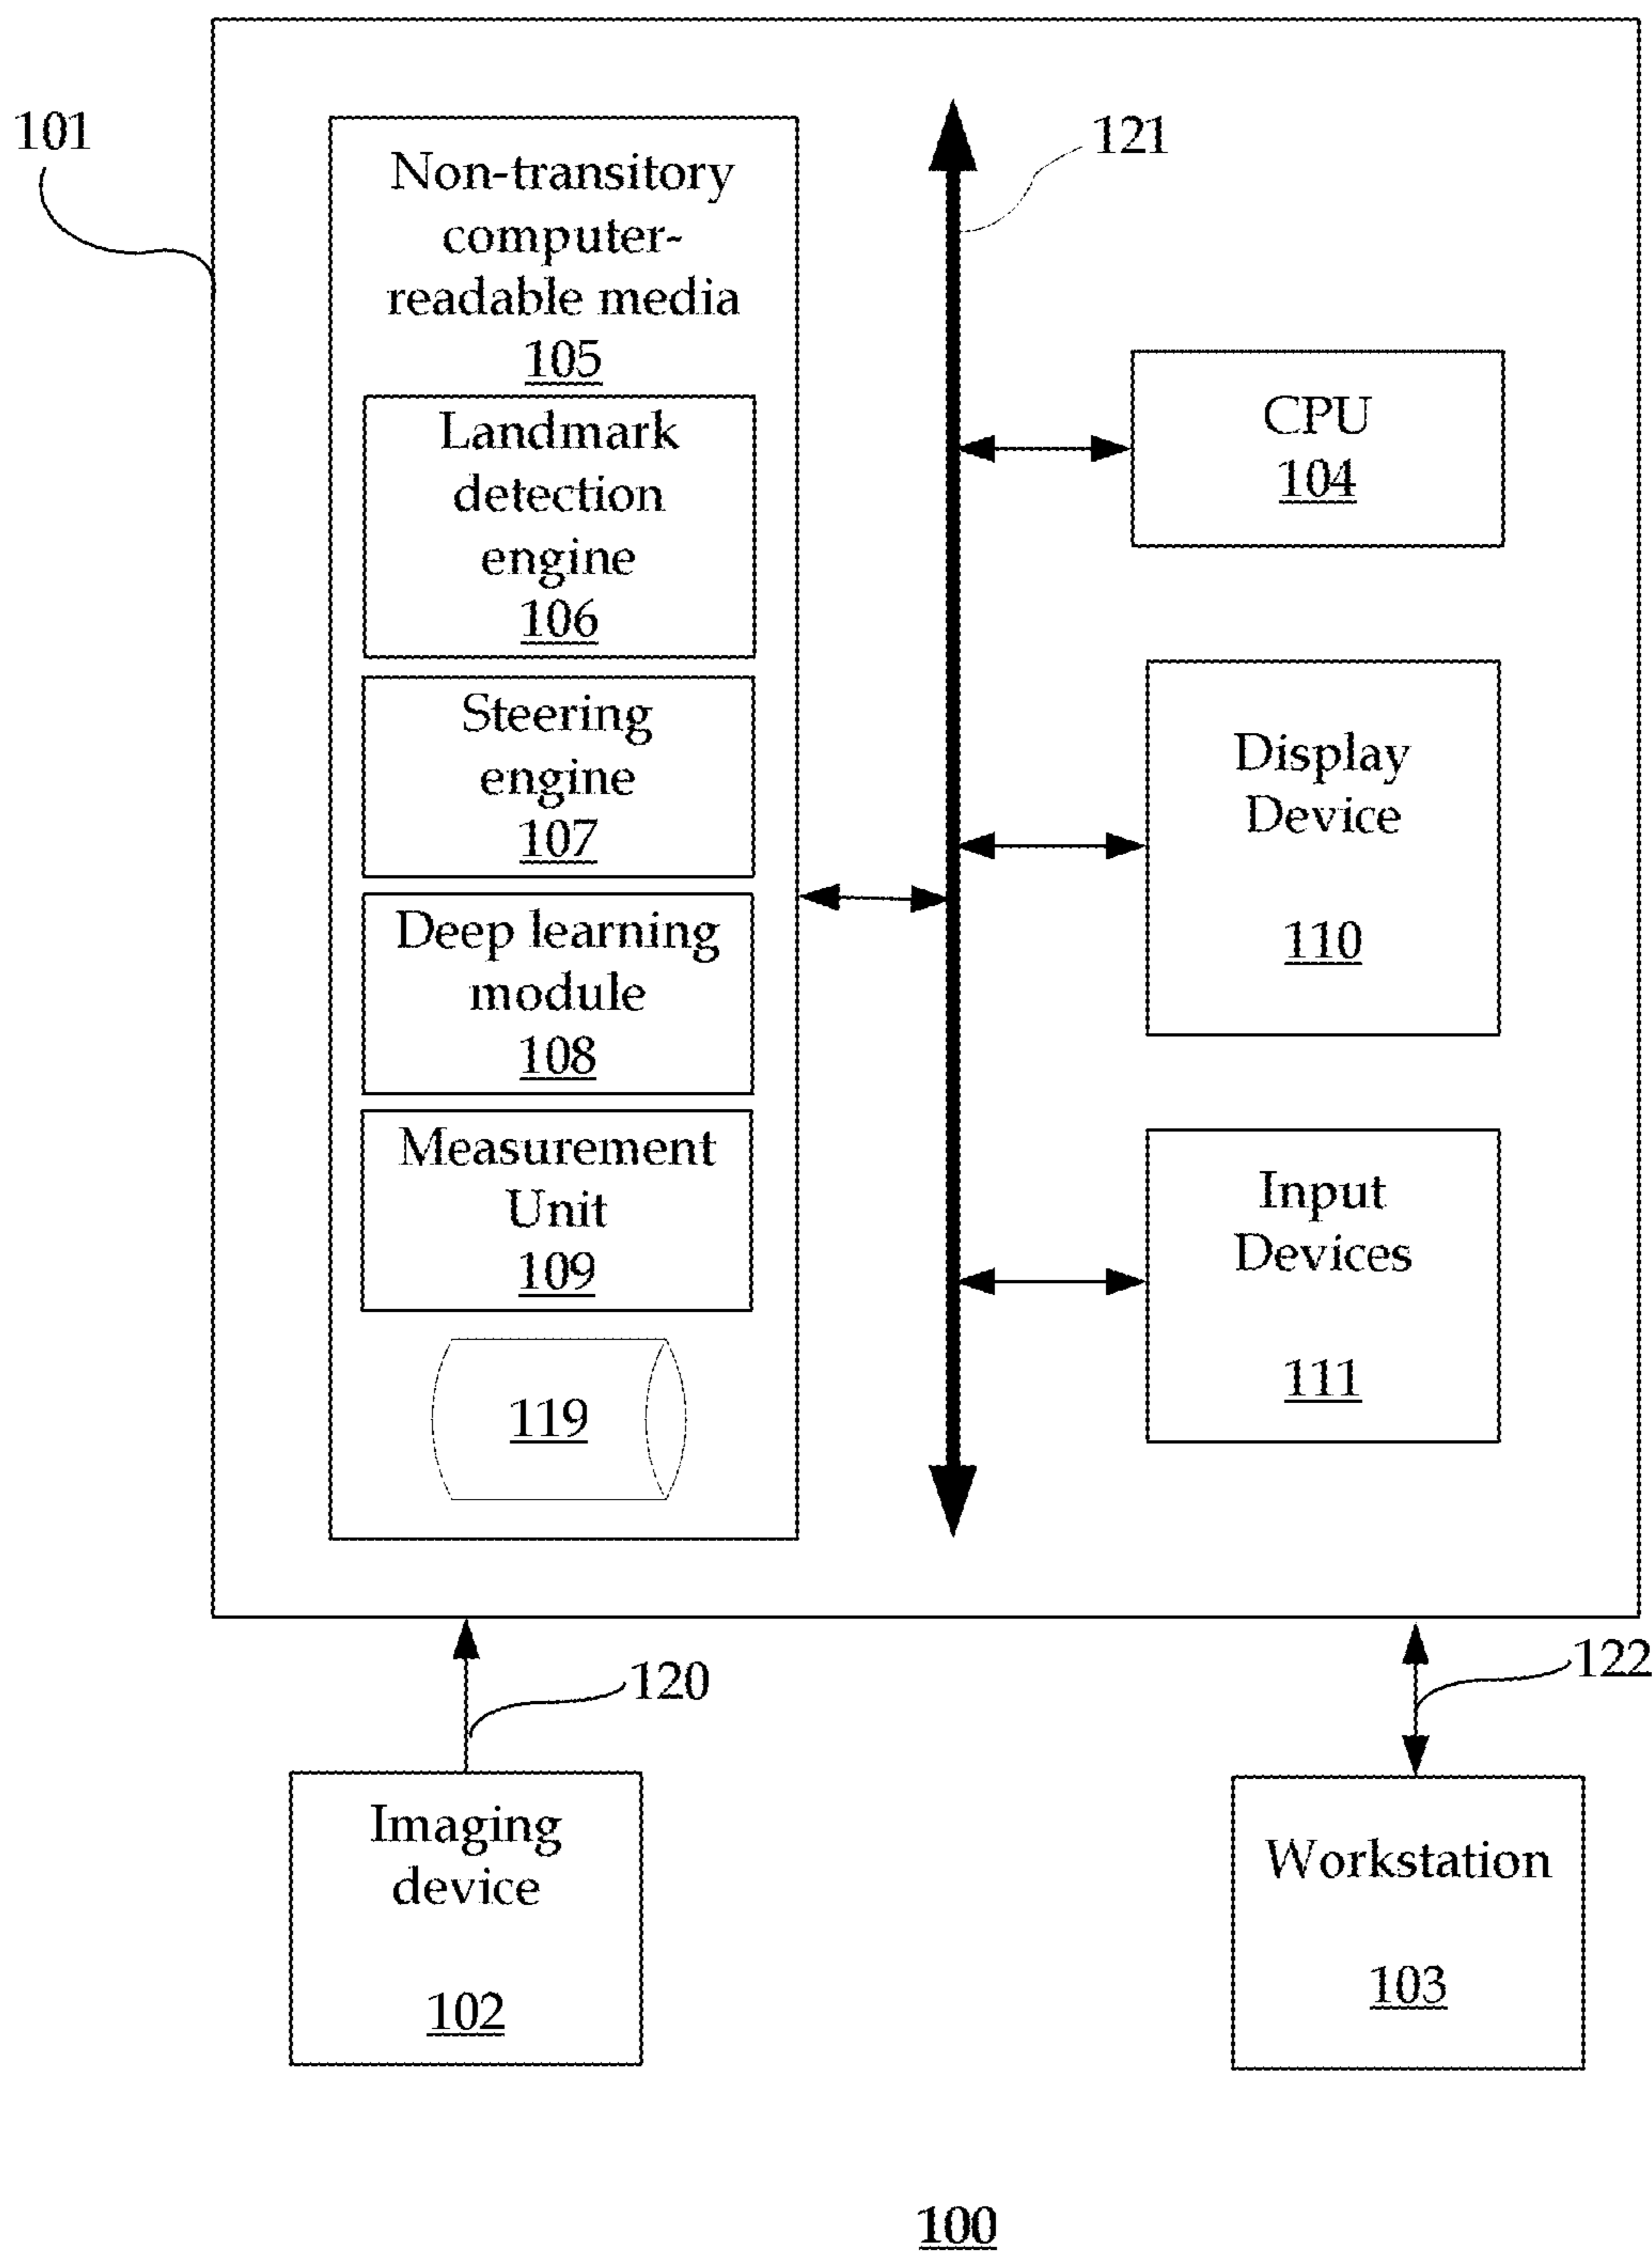 101
121
Non-transitory
computer-
readable media
105
Landmark
detection
engine
106
Steering
engine
107
Deep learning
module
108
Measurement
Unit
109
119
CPU
104
Display
Device
110
Input
Devices
111
120
122
Imaging
device
102
Workstation
103
100